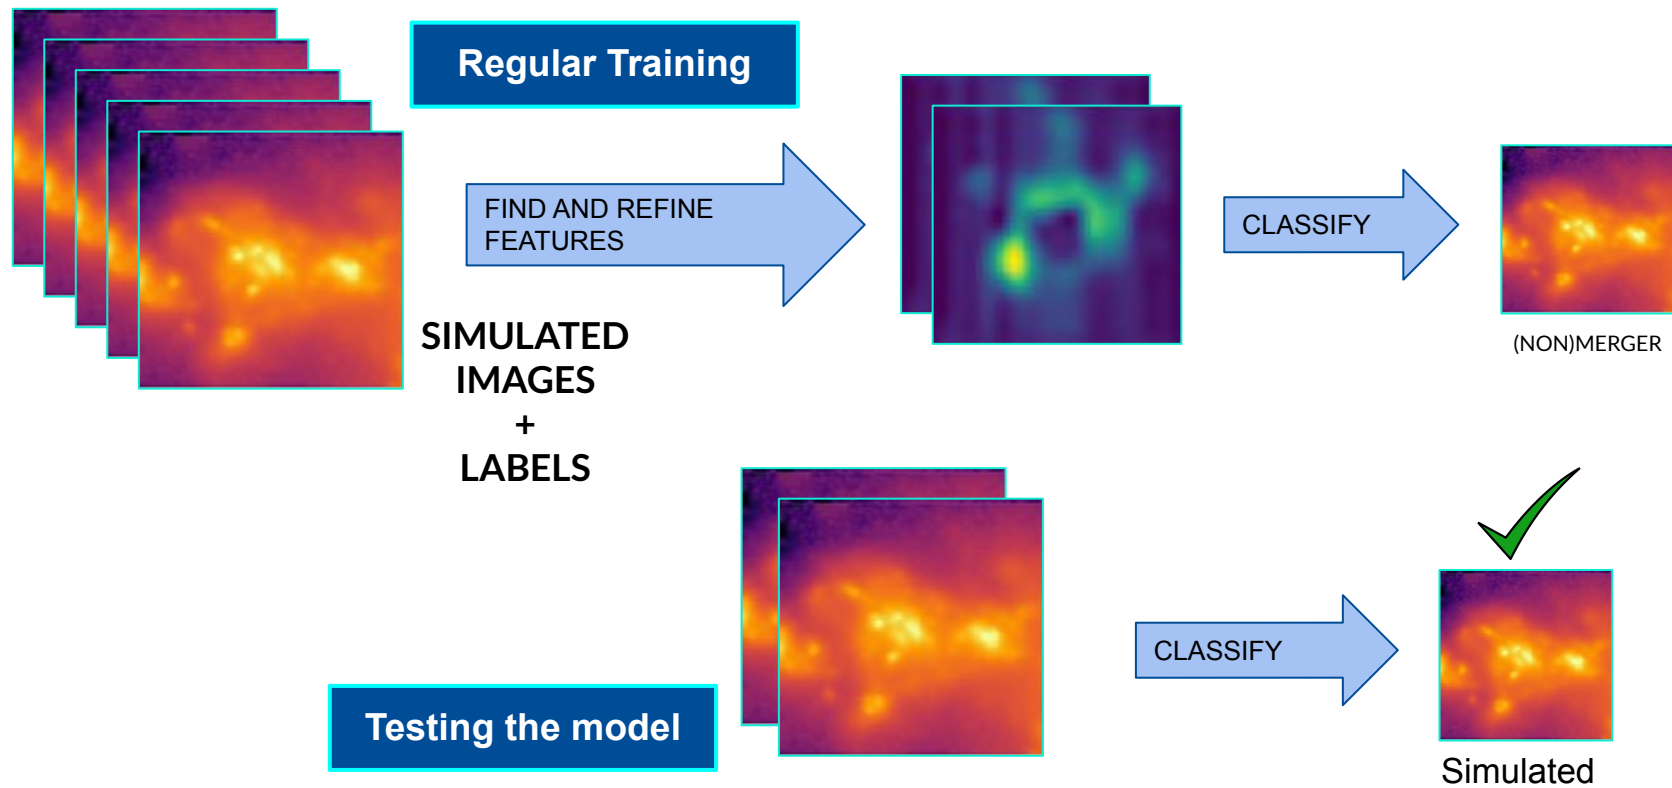 Regular Training
FIND AND REFINE
FEATURES
CLASSIFY
(NON)MERGER
SIMULATED
IMAGES
+
LABELS
CLASSIFY
Testing the model
Simulated